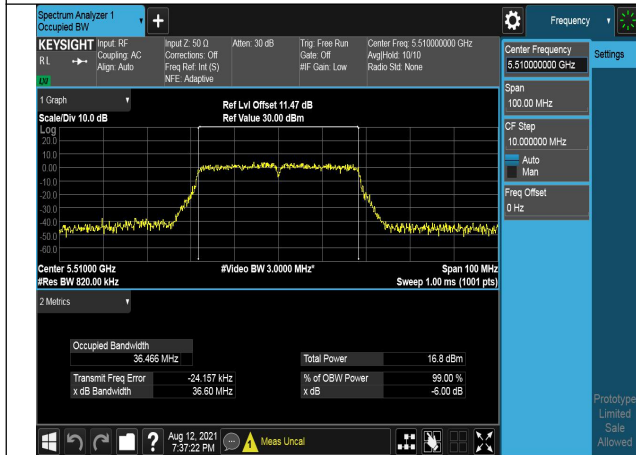 Spectrum Analyzer 1
Occupied BW
+
Frequency
KEYSIGHT
RL
Input: RF
Coupling: AC
Align: Auto
Input Z: 50 Ω
Corrections: Off
Freq Ref: Int (S)
NFE: Adaptive
Atten: 30 dB
Trig: Free Run
Gate: Off
#IF Gain: Low
Center Freq: 5.510000000 GHz
Avg|Hold: 10/10
Radio Std: None
LXI
Center Frequency
5.510000000 GHz
Settings
Span
100.00 MHz
CF Step
10.000000 MHz
Auto
Man
Freq Offset
0 Hz
1 Graph
Scale/Div 10.0 dB
Ref Lvl Offset 11.47 dB
Ref Value 30.00 dBm
Log
20.0
10.0
0.00
-10.0
-20.0
-30.0
-40.0
-50.0
-60.0
Center 5.51000 GHz
#Video BW 3.0000 MHz*
Span 100 MHz
#Res BW 820.00 kHz
Sweep 1.00 ms (1001 pts)
2 Metrics
Occupied Bandwidth
36.466 MHz
Total Power 16.8 dBm
Transmit Freq Error -24.157 kHz
% of OBW Power 99.00 %
x dB Bandwidth 36.60 MHz
x dB -6.00 dB
Prototype
Limited
Sale
Allowed
?
Aug 12, 2021
7:37:22 PM
Meas Uncal